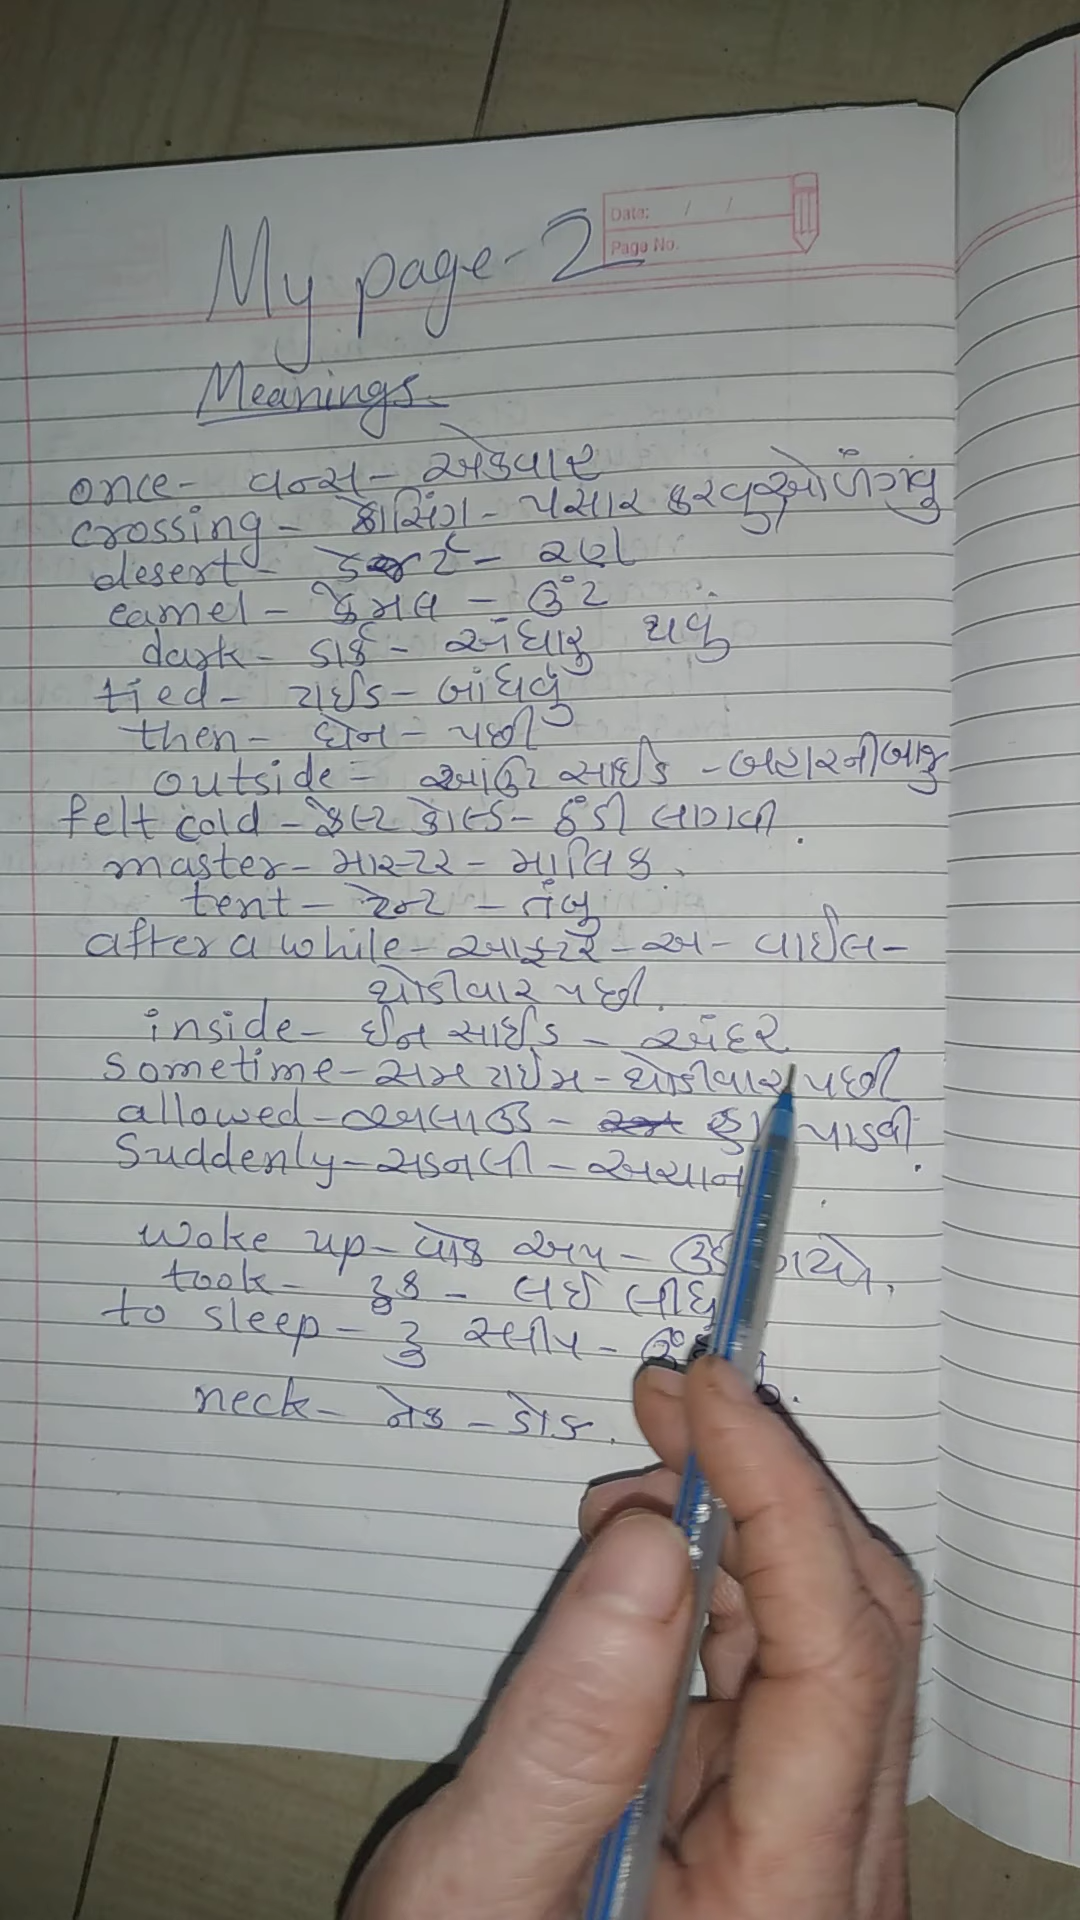 Date: / /
Page No.
My page-2
Meanings
once - વન્સ - એકવાર
crossing - ક્રોસિંગ - પસાર કરવુ ઓળંગવુ
desert - ડેઝર્ટ - રણ
camel - કેમલ - ઊંટ
dark - ડાર્ક - અંધારુ થવુ
tied - ટાઈડ - બાંધવું
then - ધેન - પછી
outside = આઉટ સાઈડ - બહારની બાજુ
felt cold - ફેલ્ટ કોલ્ડ - ઠંડી લાગવી.
master - માસ્ટર - માલિક.
tent - ટેન્ટ - તંબુ
after a while - આફ્ટર - અ - વાઈલ -
થોડીવાર પછી.
inside - ઈન સાઈડ - અંદર
sometime - સમ ટાઈમ - થોડીવાર પછી
allowed - અલાઉડ - પાડવી.
Suddenly - સડનલી
woke up - વોક અપ - ગયો.
took - ટુક - લઈ લીધુ
to sleep - ટુ સ્લીપ -
neck - નેક - ડોક.